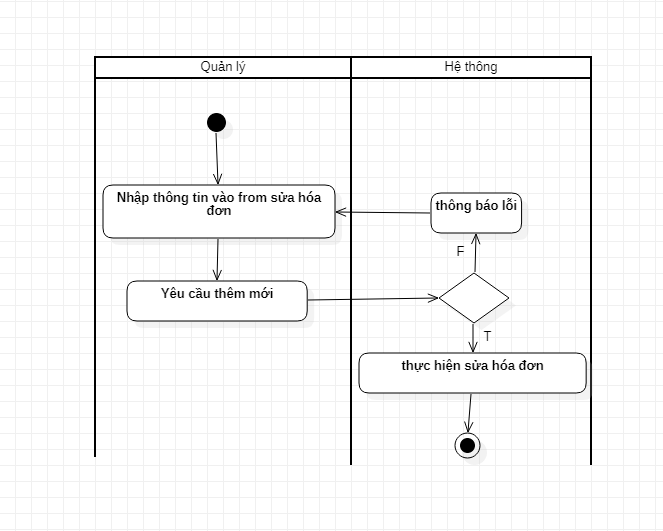 Quản lý
Hệ thông
Nhập thông tin vào from sửa hóa
đơn
thông báo lỗi
F
Yêu cầu thêm mới
T
thực hiện sửa hóa đơn